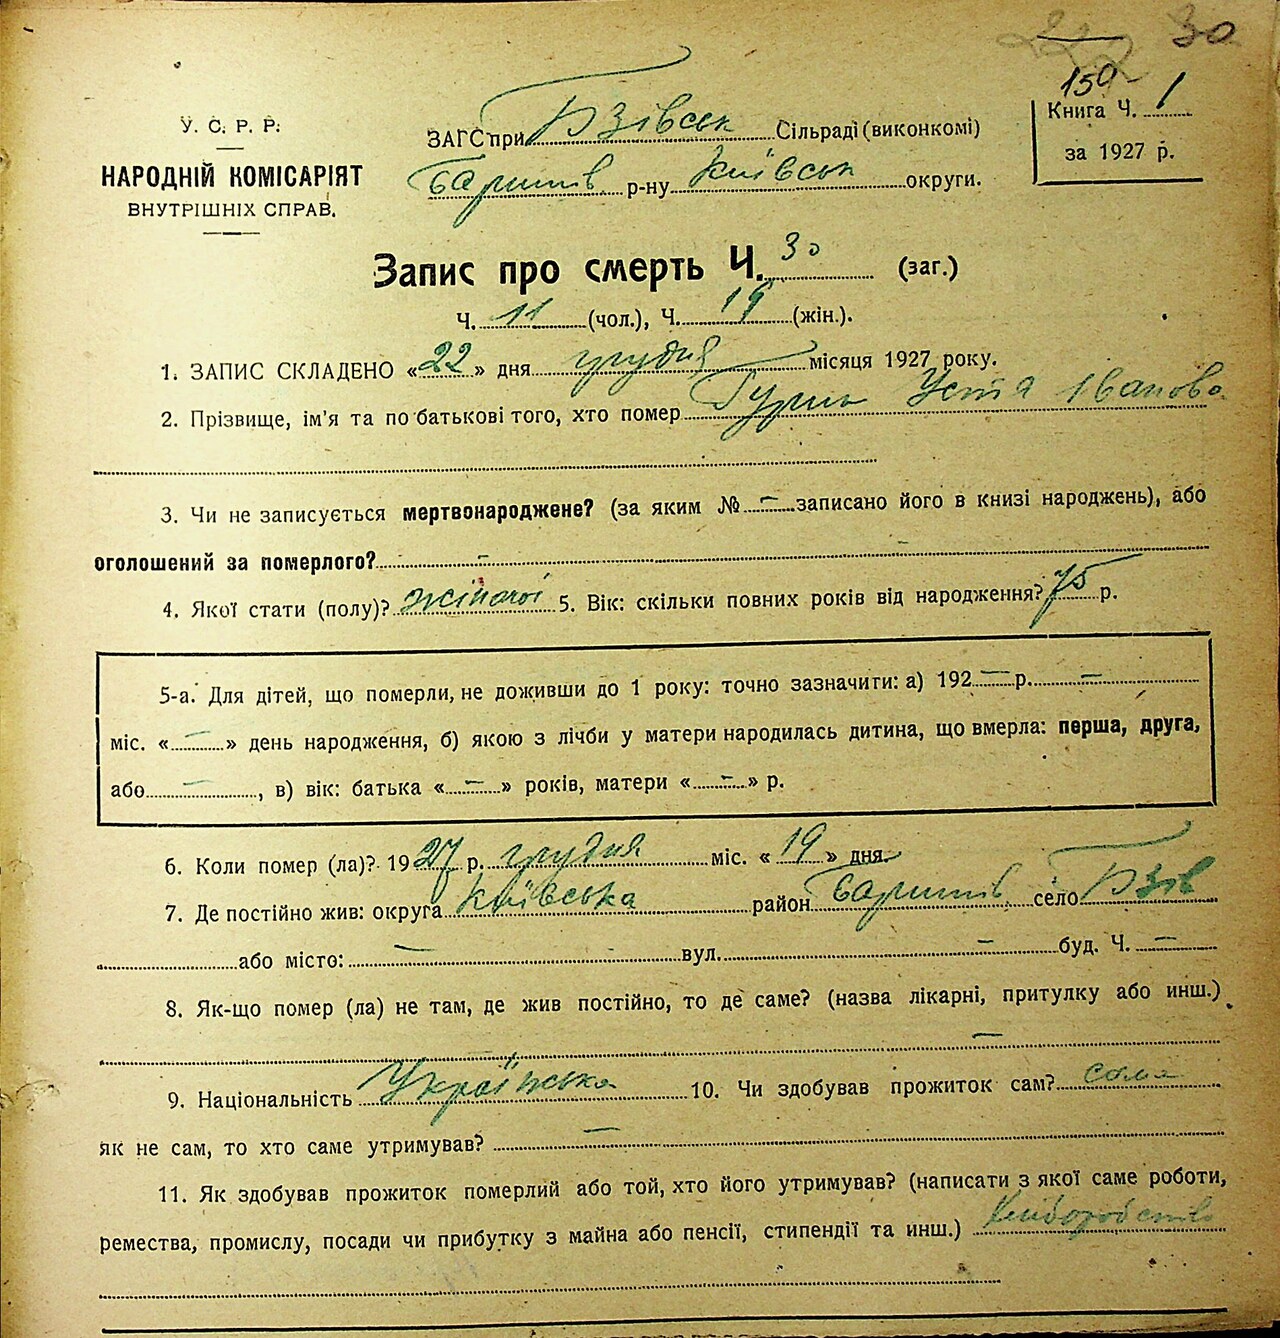 30
159
У. С. Р. Р.
НАРОДНІЙ КОМІСАРІЯТ
ВНУТРІШНІХ СПРАВ.
ЗАГС при Бзівськ Сільраді (виконкомі)
Баришів р-ну Київськ округи.
Книга Ч. 1
за 1927 р.
Запис про смерть Ч. 30 (заг.)
Ч. 11 (чол.), Ч. 19 (жін.).
1. ЗАПИС СКЛАДЕНО «22» дня грудня місяця 1927 року.
2. Прізвище, ім'я та по батькові того, хто помер Устя Іванова
3. Чи не записується мертвонароджене? (за яким № – записано його в книзі народжень), або
оголошений за померлого? – –
4. Якої стати (полу)? жіночої 5. Вік: скільки повних років від народження? 75 р.
5-а. Для дітей, що померли, не доживши до 1 року: точно зазначити: а) 192 – р. –
міс. « – » день народження, б) якою з лічби у матери народилась дитина, що вмерла: перша, друга,
або – , в) вік: батька « – » років, матери « – » р.
6. Коли помер (ла)? 1927 р. грудня міс. «19» дня.
7. Де постійно жив: округа Київська район Баришів село Бзів
або місто: – – вул. – буд. Ч. –
8. Як-що помер (ла) не там, де жив постійно, то де саме? (назва лікарні, притулку або инш.)
–
9. Національність Українська 10. Чи здобував прожиток сам? сама
як не сам, то хто саме утримував? –
11. Як здобував прожиток померлий або той, хто його утримував? (написати з якої саме роботи,
ремества, промислу, посади чи прибутку з майна або пенсії, стипендії та инш.) хліборобство